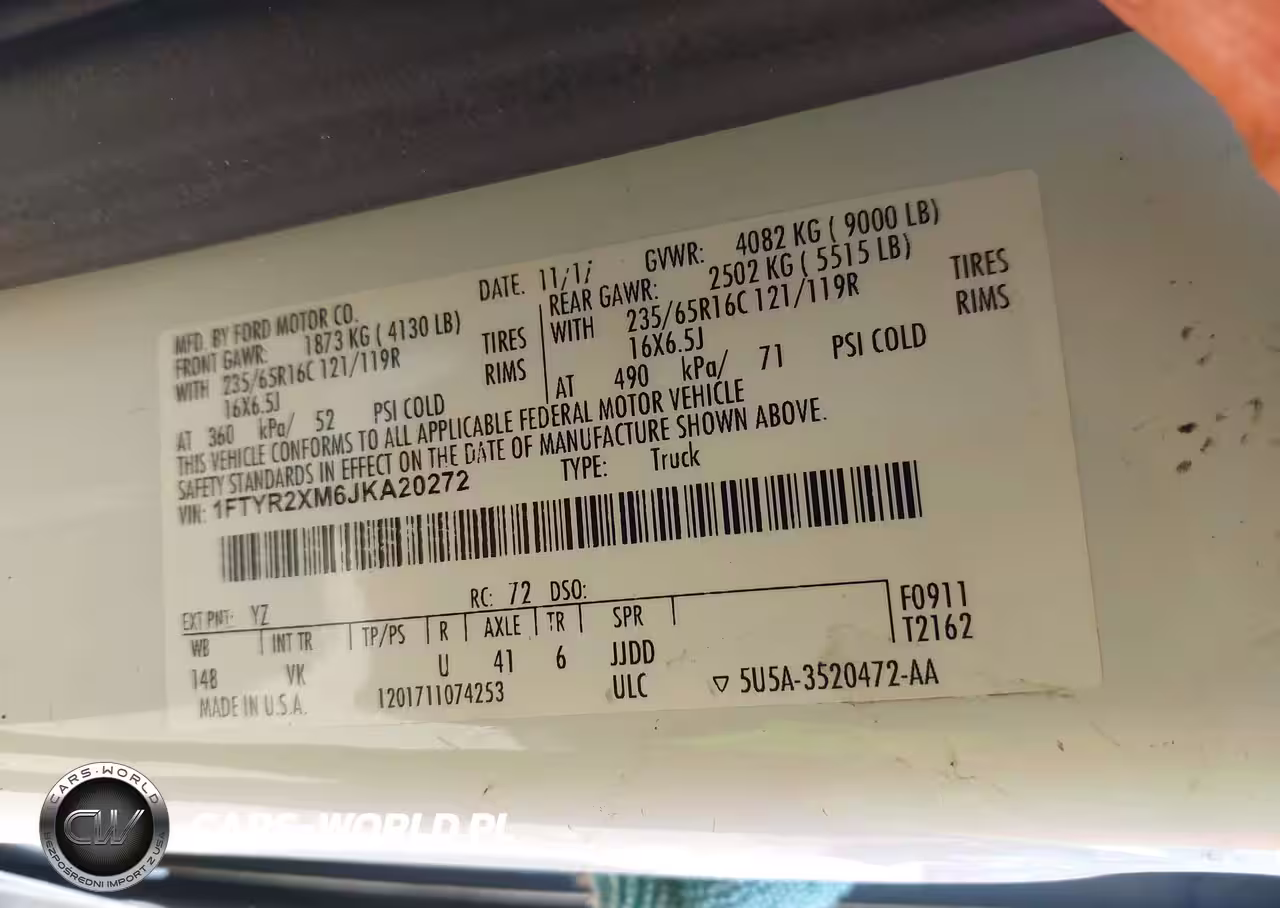 MFD. BY FORD MOTOR CO. DATE. 11/17 GVWR: 4082 KG ( 9000 LB)
FRONT GAWR: 1873 KG ( 4130 LB)
WITH 235/65R16C 121/119R TIRES
16X6.5J RIMS
AT 360 kPa/ 52 PSI COLD
REAR GAWR: 2502 KG ( 5515 LB)
WITH 235/65R16C 121/119R TIRES
16X6.5J RIMS
AT 490 kPa/ 71 PSI COLD
THIS VEHICLE CONFORMS TO ALL APPLICABLE FEDERAL MOTOR VEHICLE
SAFETY STANDARDS IN EFFECT ON THE DATE OF MANUFACTURE SHOWN ABOVE.
VIN: 1FTYR2XM6JKA20272 TYPE: Truck
EXT PNT: YZ RC: 72 DSO:
WB INT TR TP/PS R AXLE TR SPR
148 VK U 41 6 JJDD
F0911
T2162
MADE IN U.S.A. 1201711074253 ULC ▽ 5U5A-3520472-AA
CARS-WORLD
CW
BEZPOŚREDNI IMPORT Z USA
CARS-WORLD.PL